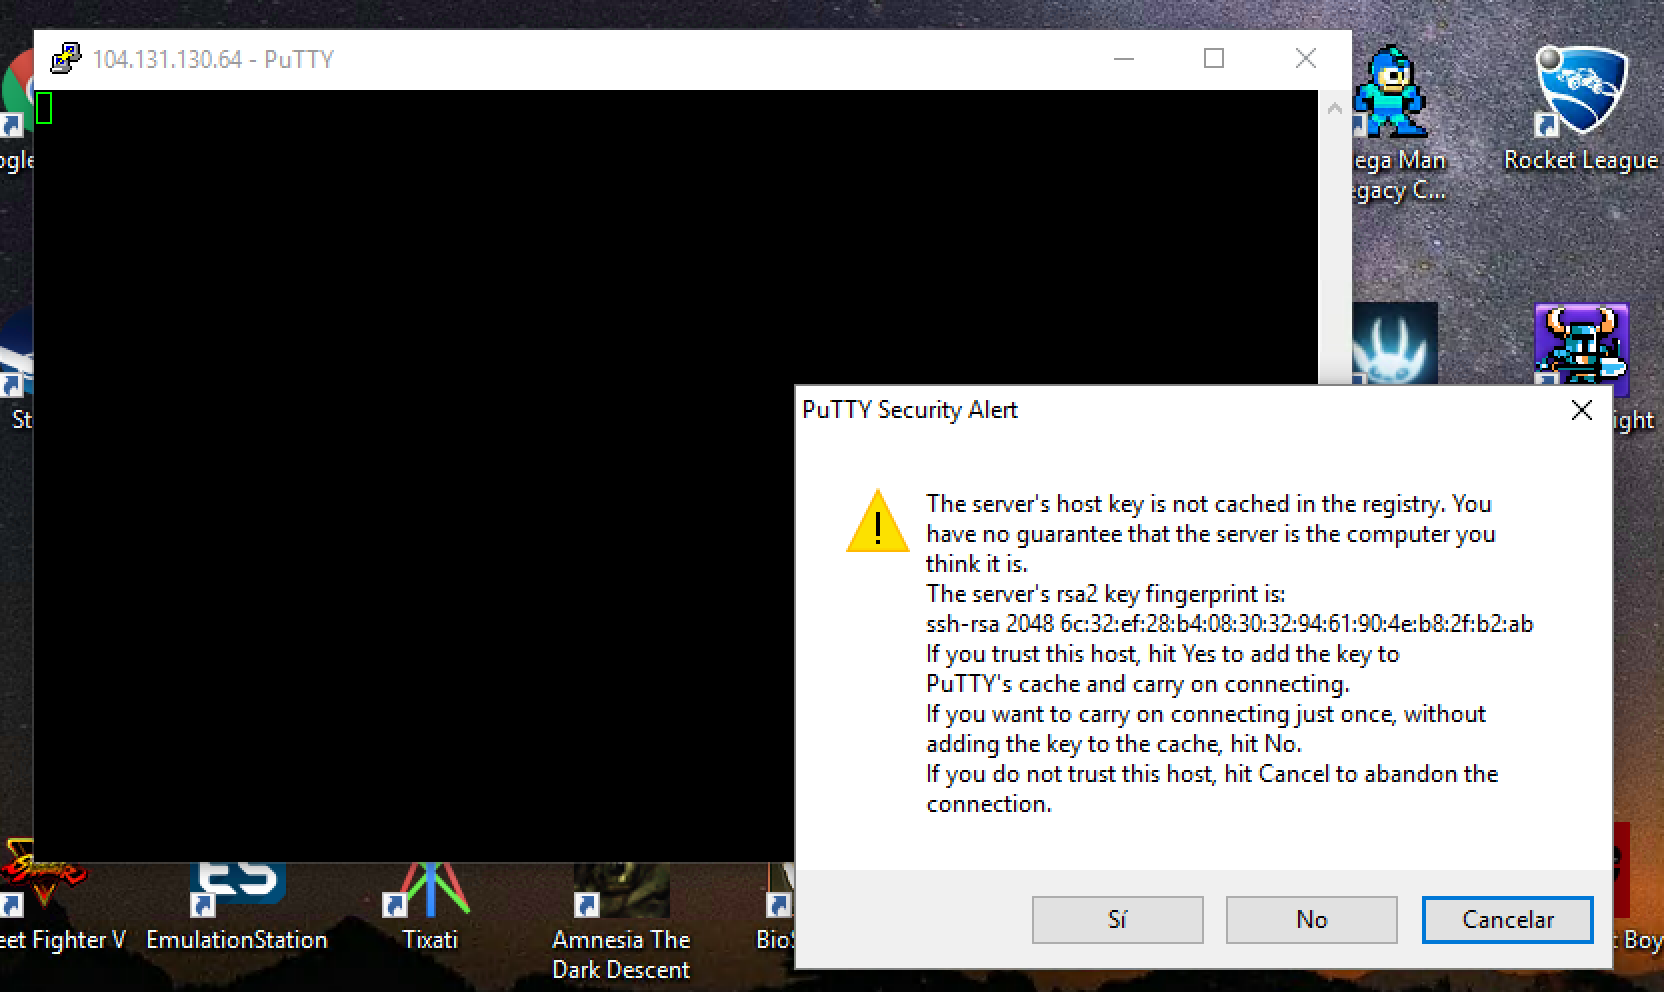 104.131.130.64 - PuTTY
ega Man
egacy C...
Rocket League
ogle
St
PuTTY Security Alert
ight
The server's host key is not cached in the registry. You
have no guarantee that the server is the computer you
think it is.
The server's rsa2 key fingerprint is:
ssh-rsa 2048 6c:32:ef:28:b4:08:30:32:94:61:90:4e:b8:2f:b2:ab
If you trust this host, hit Yes to add the key to
PuTTY's cache and carry on connecting.
If you want to carry on connecting just once, without
adding the key to the cache, hit No.
If you do not trust this host, hit Cancel to abandon the
connection.
Sí
No
Cancelar
ES
eet Fighter V
EmulationStation
Tixati
Amnesia The
Dark Descent
BioS
t Boy